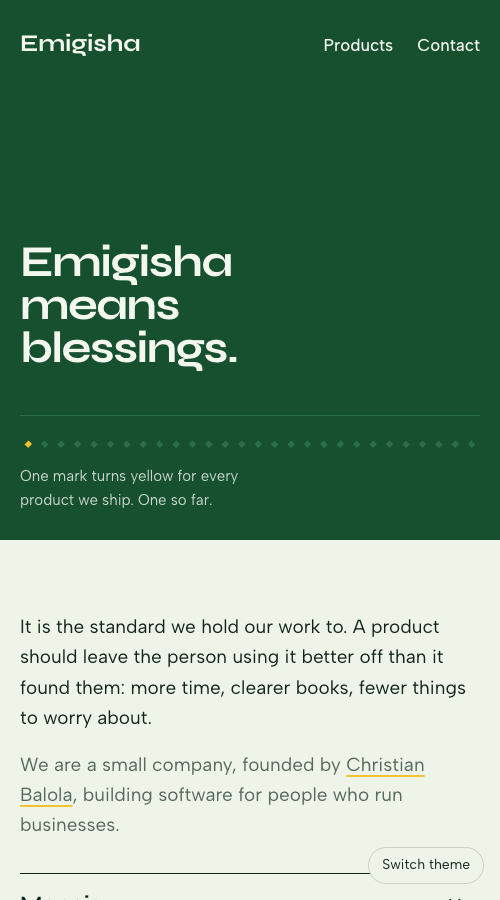 Emigisha
Products Contact
Emigisha
means
blessings.
One mark turns yellow for every
product we ship. One so far.
It is the standard we hold our work to. A product
should leave the person using it better off than it
found them: more time, clearer books, fewer things
to worry about.
We are a small company, founded by Christian
Balola, building software for people who run
businesses.
Switch theme